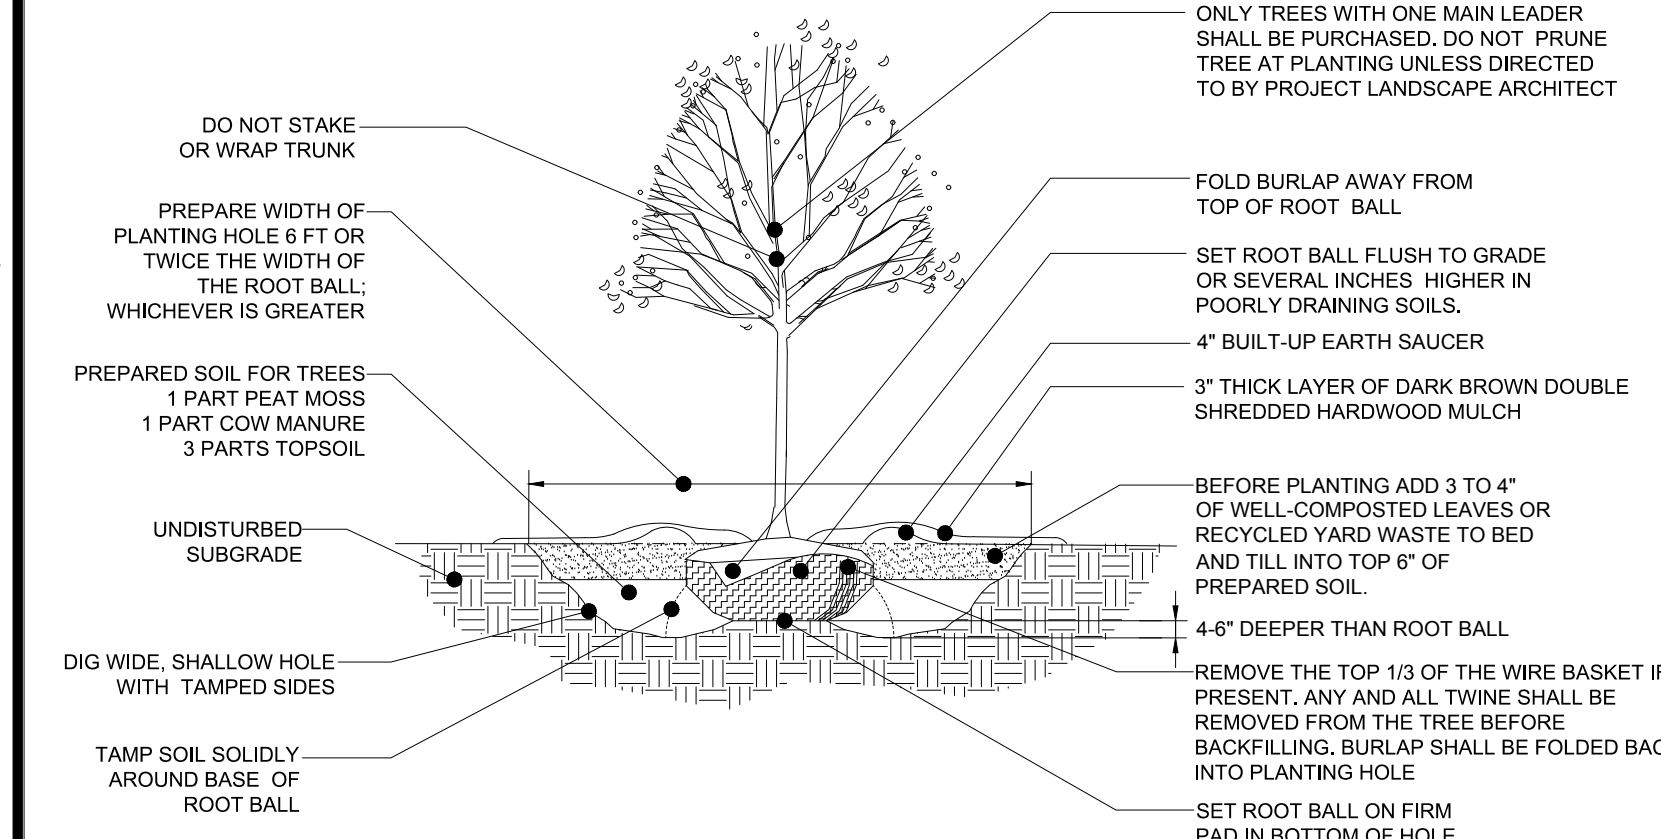 DO NOT STAKE
OR WRAP TRUNK
PREPARE WIDTH OF
PLANTING HOLE 6 FT OR
TWICE THE WIDTH OF
THE ROOT BALL;
WHICHEVER IS GREATER
PREPARED SOIL FOR TREES
1 PART PEAT MOSS
1 PART COW MANURE
3 PARTS TOPSOIL
UNDISTURBED
SUBGRADE
DIG WIDE, SHALLOW HOLE
WITH TAMPED SIDES
TAMP SOIL SOLIDLY
AROUND BASE OF
ROOT BALL
ONLY TREES WITH ONE MAIN LEADER
SHALL BE PURCHASED. DO NOT PRUNE
TREE AT PLANTING UNLESS DIRECTED
TO BY PROJECT LANDSCAPE ARCHITECT
FOLD BURLAP AWAY FROM
TOP OF ROOT BALL
SET ROOT BALL FLUSH TO GRADE
OR SEVERAL INCHES HIGHER IN
POORLY DRAINING SOILS.
4" BUILT-UP EARTH SAUCER
3" THICK LAYER OF DARK BROWN DOUBLE
SHREDDED HARDWOOD MULCH
BEFORE PLANTING ADD 3 TO 4"
OF WELL-COMPOSTED LEAVES OR
RECYCLED YARD WASTE TO BED
AND TILL INTO TOP 6" OF
PREPARED SOIL.
4-6" DEEPER THAN ROOT BALL
REMOVE THE TOP 1/3 OF THE WIRE BASKET IF
PRESENT. ANY AND ALL TWINE SHALL BE
REMOVED FROM THE TREE BEFORE
BACKFILLING. BURLAP SHALL BE FOLDED BAC
INTO PLANTING HOLE
SET ROOT BALL ON FIRM
PAD IN BOTTOM OF HOLE